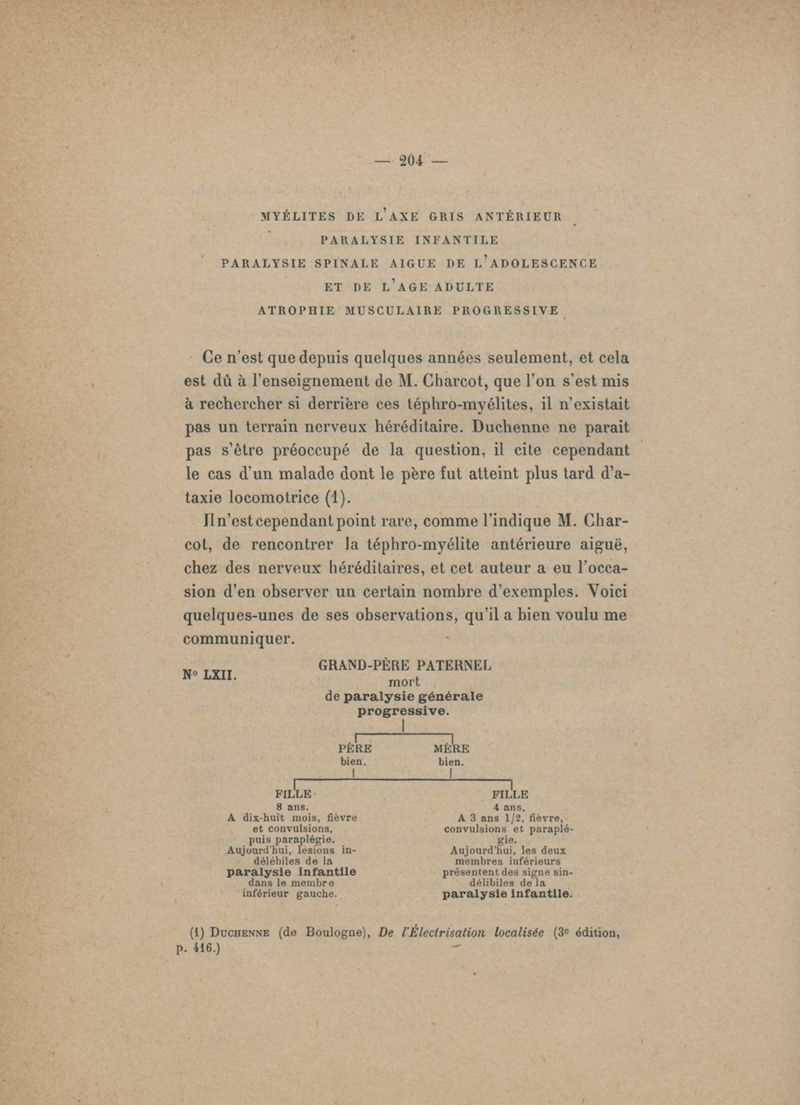 — 204 —
MYÉLITES DE L'AXE GRIS ANTÉRIEUR
PARALYSIE INFANTILE
PARALYSIE SPINALE AIGUE DE L'ADOLESCENCE
ET DE L'AGE ADULTE
ATROPHIE MUSCULAIRE PROGRESSIVE
Ce n'est que depuis quelques années seulement, et cela
est dû à l'enseignement de M. Charcot, que l'on s'est mis
à rechercher si derrière ces téphro-myélites, il n'existait
pas un terrain nerveux héréditaire. Duchenne ne parait
pas s'être préoccupé de la question, il cite cependant
le cas d'un malade dont le père fut atteint plus tard d'a-
taxie locomotrice (1).
Il n'est cependant point rare, comme l'indique M. Char-
cot, de rencontrer la téphro-myélite antérieure aiguë,
chez des nerveux héréditaires, et cet auteur a eu l'occa-
sion d'en observer un certain nombre d'exemples. Voici
quelques-unes de ses observations, qu'il a bien voulu me
communiquer.
No LXII.
GRAND-PÈRE PATERNEL
mort
de paralysie générale
progressive.
PÈRE
bien.
MÈRE
bien.
FILLE
8 ans.
A dix-huit mois, fièvre
et convulsions,
puis paraplégie.
Aujourd'hui, lésions in-
délébiles de la
paralysie infantile
dans le membre
inférieur gauche.
FILLE
4 ans.
A 3 ans 1/2, fièvre,
convulsions et paraplé-
gie.
Aujourd'hui, les deux
membres inférieurs
présentent des signe sin-
délibiles de la
paralysie infantile.
(1) DUCHENNE (de Boulogne), De l'Électrisation localisée (3e édition,
p. 416.)